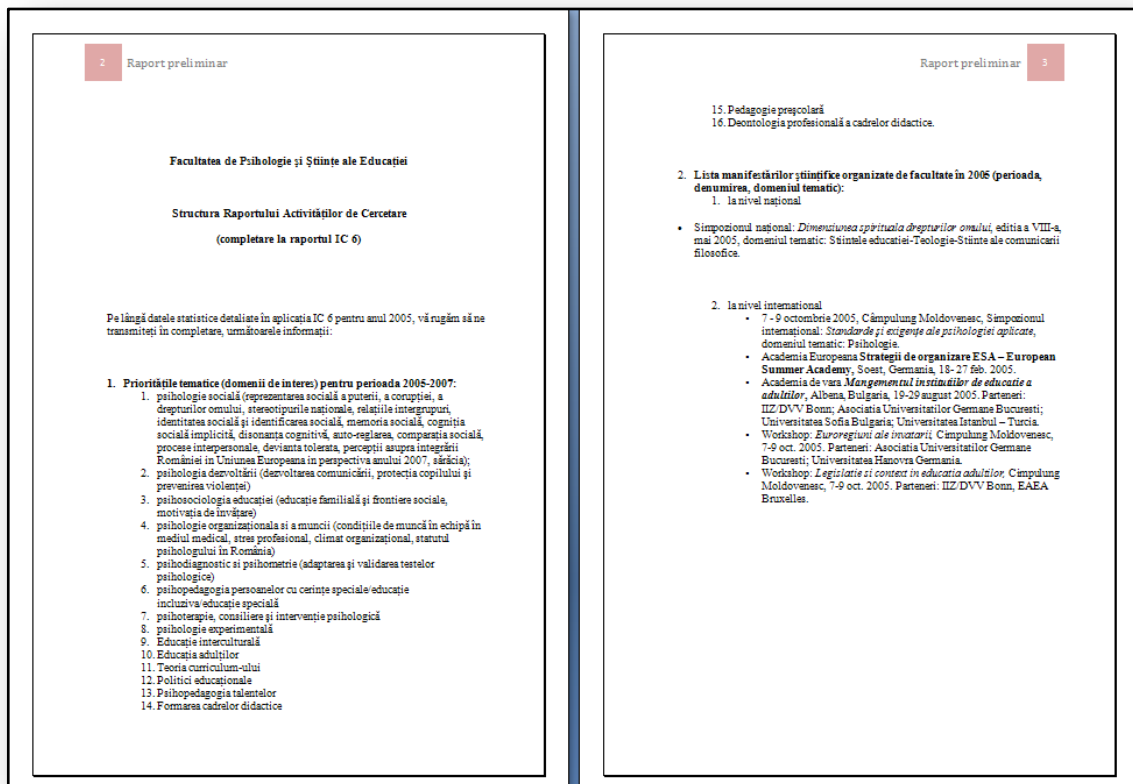 2 Raport preliminar
Facultatea de Psihologie şi Ştiinţe ale Educaţiei
Structura Raportului Activităţilor de Cercetare
(completare la raportul IC 6)
Pe lângă datele statistice detaliate în aplicaţia IC 6 pentru anul 2005, vă rugăm să ne
transmiteţi în completare, următoarele informaţii:
1. Priorităţile tematice (domenii de interes) pentru perioada 2005-2007:
1. psihologie socială (reprezentarea socială a puterii, a corupţiei, a
drepturilor omului, stereotipurile naţionale, relaţiile intergrupuri,
identitatea socială şi identificarea socială, memoria socială, cogniţia
socială implicită, disonanţa cognitivă, auto-reglarea, comparaţia socială,
procese interpersonale, devianta tolerata, percepţii asupra integrării
României in Uniunea Europeana in perspectiva anului 2007, sărăcia);
2. psihologia dezvoltării (dezvoltarea comunicării, protecţia copilului şi
prevenirea violenţei)
3. psihosociologia educaţiei (educaţie familială şi frontiere sociale,
motivaţia de învăţare)
4. psihologie organizaţionala si a muncii (condiţiile de muncă în echipă în
mediul medical, stres profesional, climat organizaţional, statutul
psihologului în România)
5. psihodiagnostic si psihometrie (adaptarea şi validarea testelor
psihologice)
6. psihopedagogia persoanelor cu cerinţe speciale/educaţie
incluziva/educaţie specială
7. psihoterapie, consiliere şi intervenţie psihologică
8. psihologie experimentală
9. Educaţie interculturală
10. Educaţia adulţilor
11. Teoria curriculum-ului
12. Politici educaţionale
13. Psihopedagogia talentelor
14. Formarea cadrelor didactice
Raport preliminar 3
15. Pedagogie preşcolară
16. Deontologia profesională a cadrelor didactice.
2. Lista manifestărilor ştiinţifice organizate de facultate în 2005 (perioada,
denumirea, domeniul tematic):
1. la nivel naţional
• Simpozionul naţional: Dimensiunea spirituala drepturilor omului, editia a VIII-a,
mai 2005, domeniul tematic: Stiintele educatiei-Teologie-Stiinte ale comunicarii
filosofice.
2. la nivel international
• 7 - 9 octombrie 2005, Câmpulung Moldovenesc, Simpozionul
internaţional: Standarde şi exigenţe ale psihologiei aplicate,
domeniul tematic: Psihologie.
• Academia Europeana Strategii de organizare ESA – European
Summer Academy, Soest, Germania, 18- 27 feb. 2005.
• Academia de vara Mangementul institutiilor de educatie a
adultilor, Albena, Bulgaria, 19-29 august 2005. Parteneri:
IIZ/DVV Bonn; Asociatia Universitatilor Germane Bucuresti;
Universitatea Sofia Bulgaria; Universitatea Istanbul – Turcia.
• Workshop: Euroregiuni ale invatarii, Cimpulung Moldovenesc,
7-9 oct. 2005. Parteneri: Asociatia Universitatilor Germane
Bucuresti; Universitatea Hanovra Germania.
• Workshop: Legislatie si context in educatia adultilor, Cimpulung
Moldovenesc, 7-9 oct. 2005. Parteneri: IIZ/DVV Bonn, EAEA
Bruxelles.